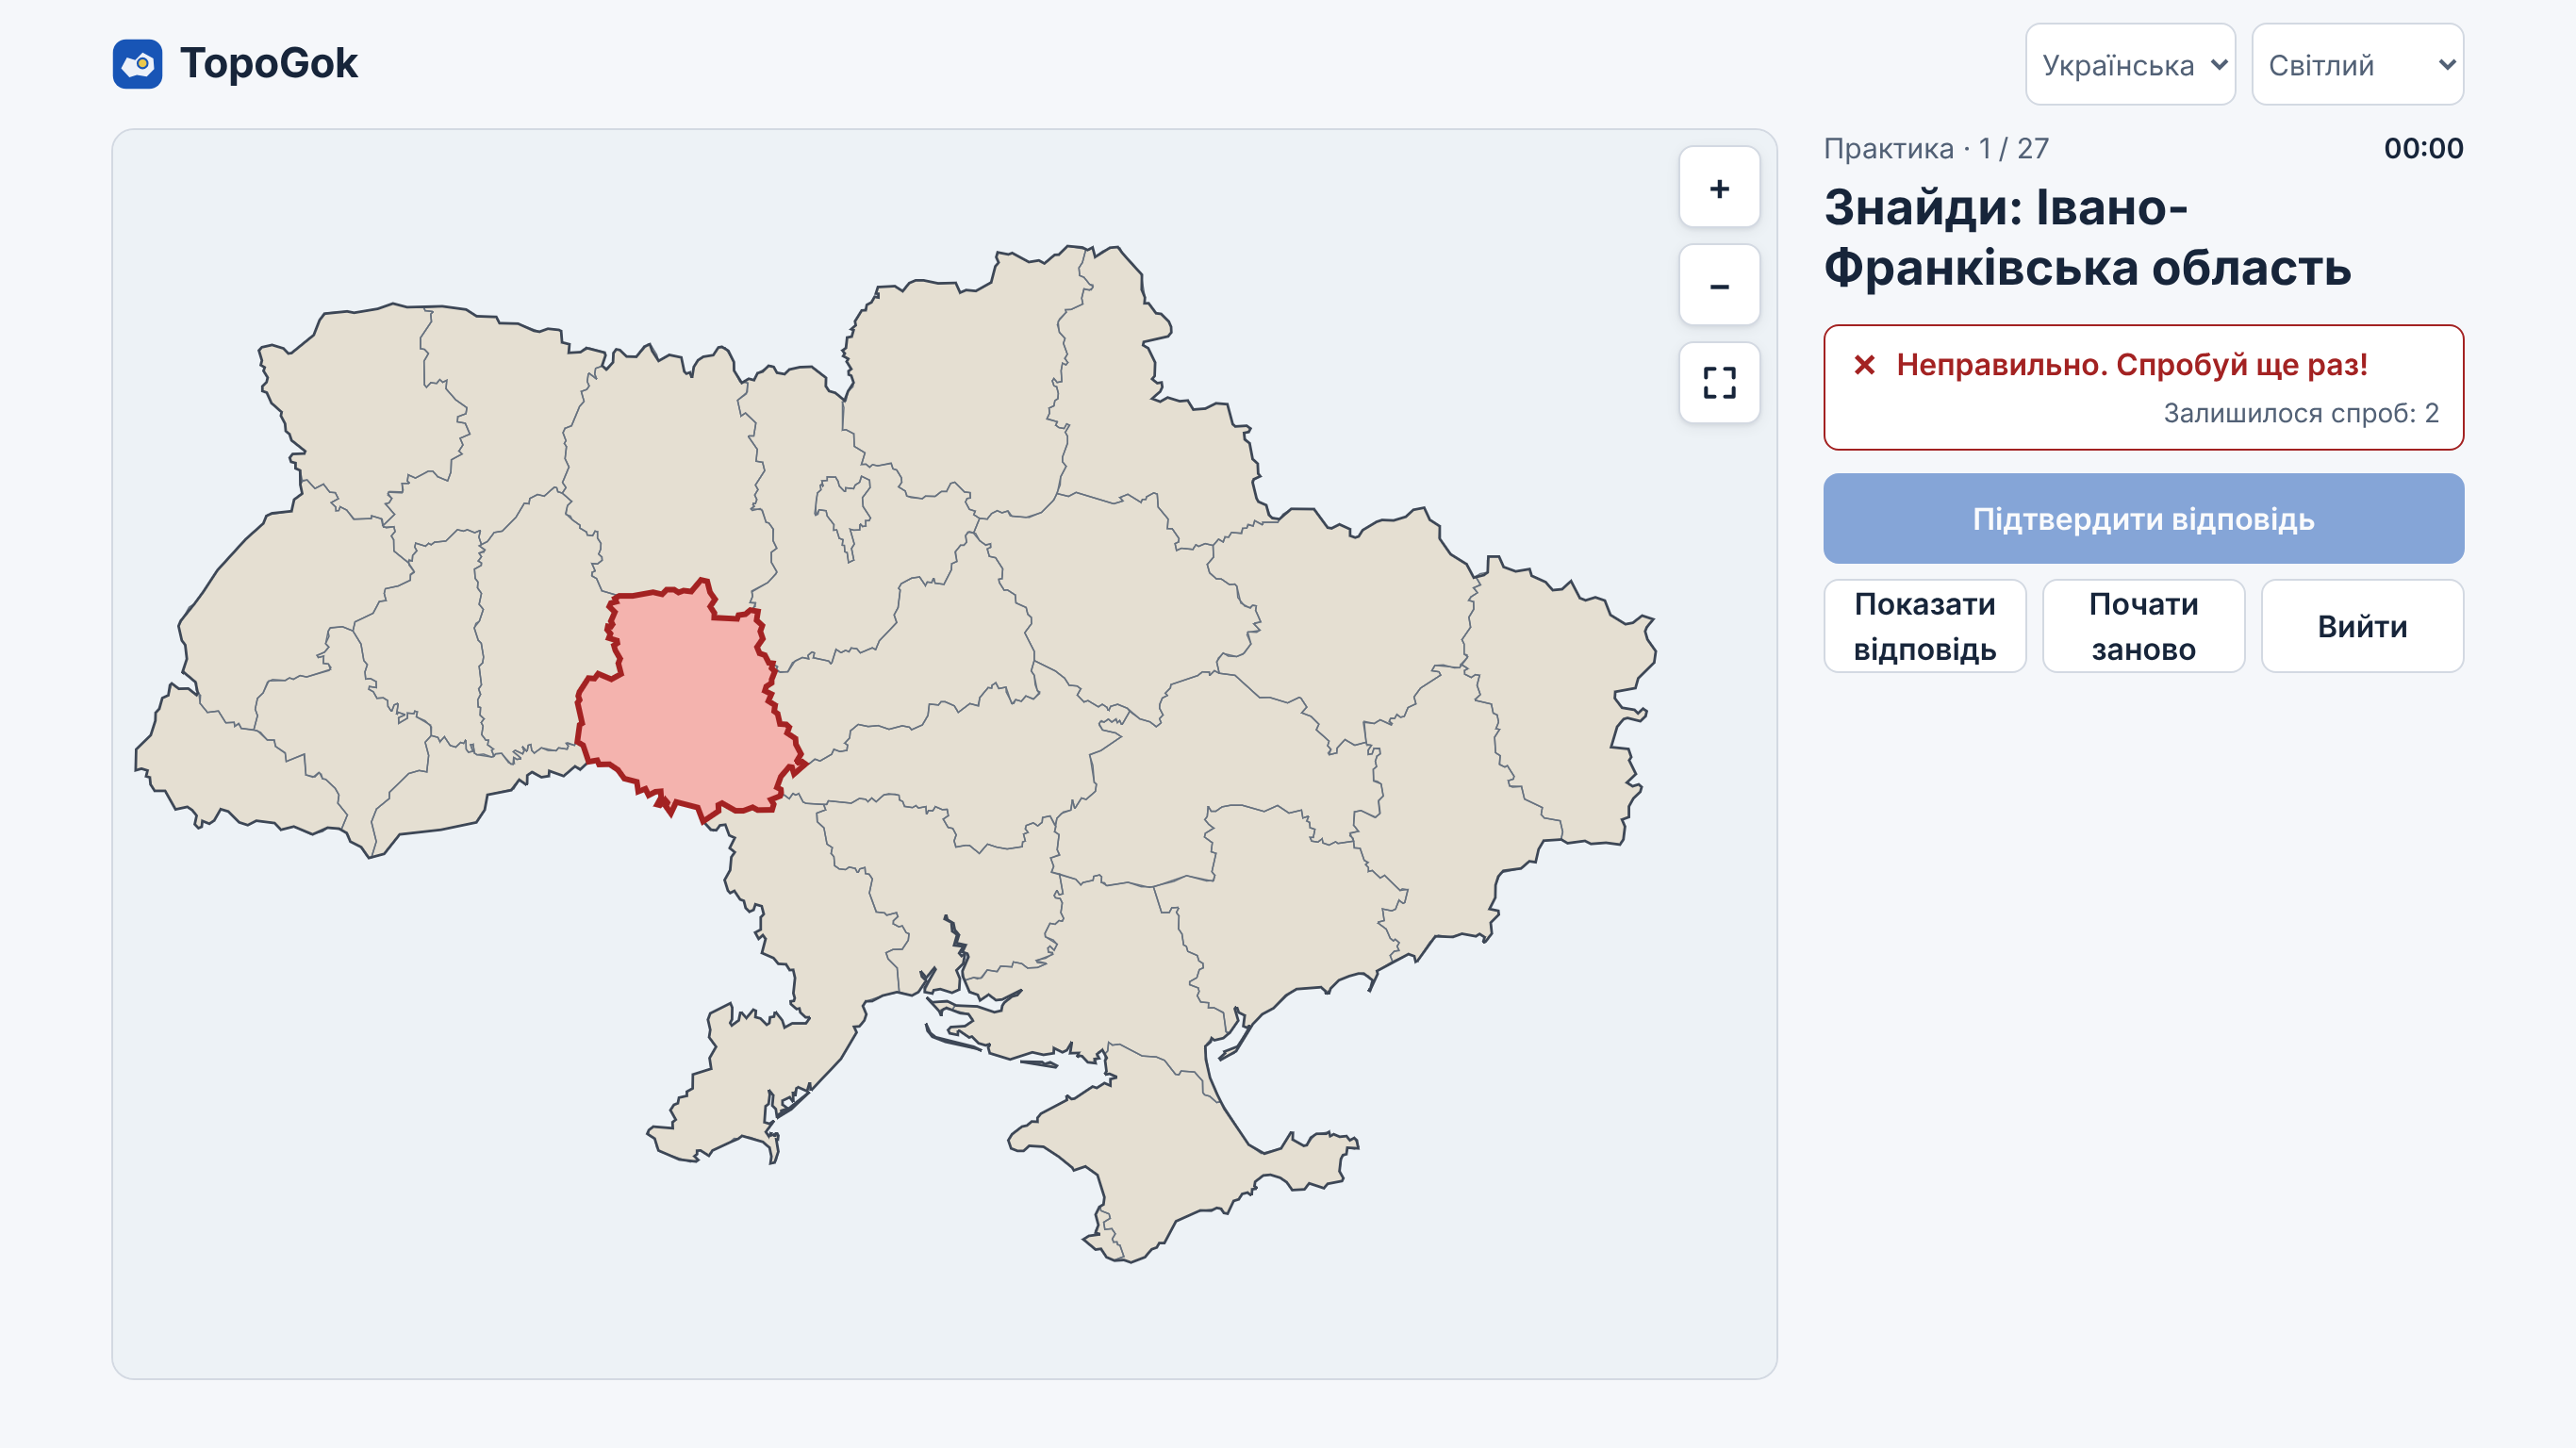 TopoGok
Українська
Світлий
+
−
Практика · 1 / 27
00:00
Знайди: Івано-
Франківська область
× Неправильно. Спробуй ще раз!
Залишилося спроб: 2
Підтвердити відповідь
Показати
відповідь
Почати
заново
Вийти